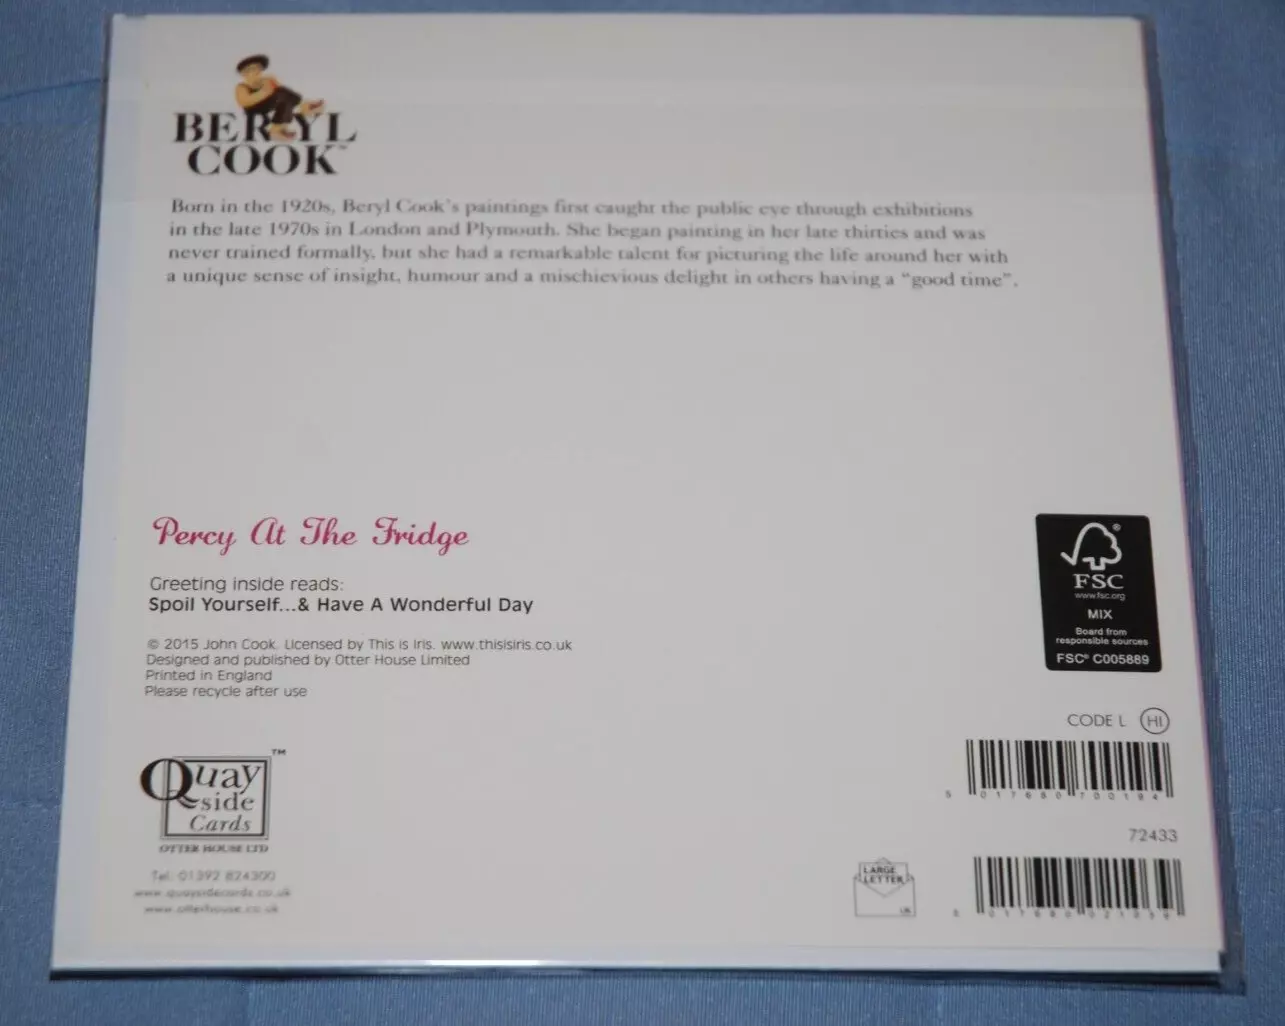 BERYL
COOK™
Born in the 1920s, Beryl Cook's paintings first caught the public eye through exhibitions
in the late 1970s in London and Plymouth. She began painting in her late thirties and was
never trained formally, but she had a remarkable talent for picturing the life around her with
a unique sense of insight, humour and a mischievious delight in others having a "good time".
Percy At The Fridge
Greeting inside reads:
Spoil Yourself...& Have A Wonderful Day
© 2015 John Cook. Licensed by This is Iris. www.thisisiris.co.uk
Designed and published by Otter House Limited
Printed in England
Please recycle after use
FSC®
www.fsc.org
MIX
Board from
responsible sources
FSC® C005889
CODE L HI
5 017680 700194
72433
Quay™
side
Cards
OTTER HOUSE LTD
Tel: 01392 824300
www.quaysidecards.co.uk
www.otterhouse.co.uk
LARGE
LETTER
UK